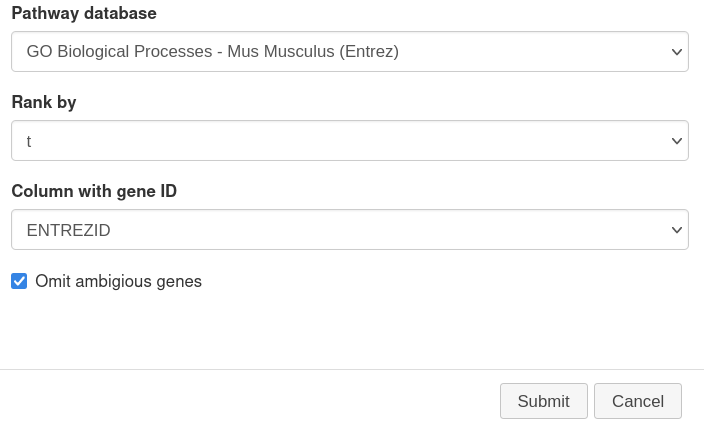 Pathway database
GO Biological Processes - Mus Musculus (Entrez)
Rank by
t
Column with gene ID
ENTREZID
Omit ambigious genes
Submit Cancel